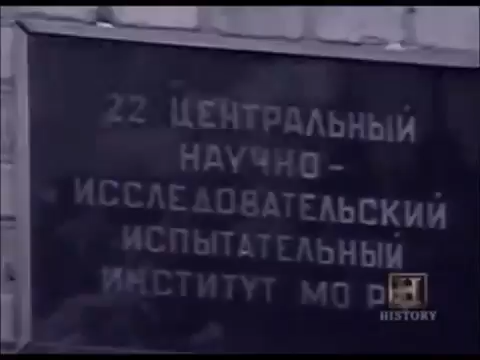 22 ЦЕНТРАЛЬНЫЙ
НАУЧНО-
ИССЛЕДОВАТЕЛЬСКИЙ
ИСПЫТАТЕЛЬНЫЙ
ИНСТИТУТ МО
HISTORY